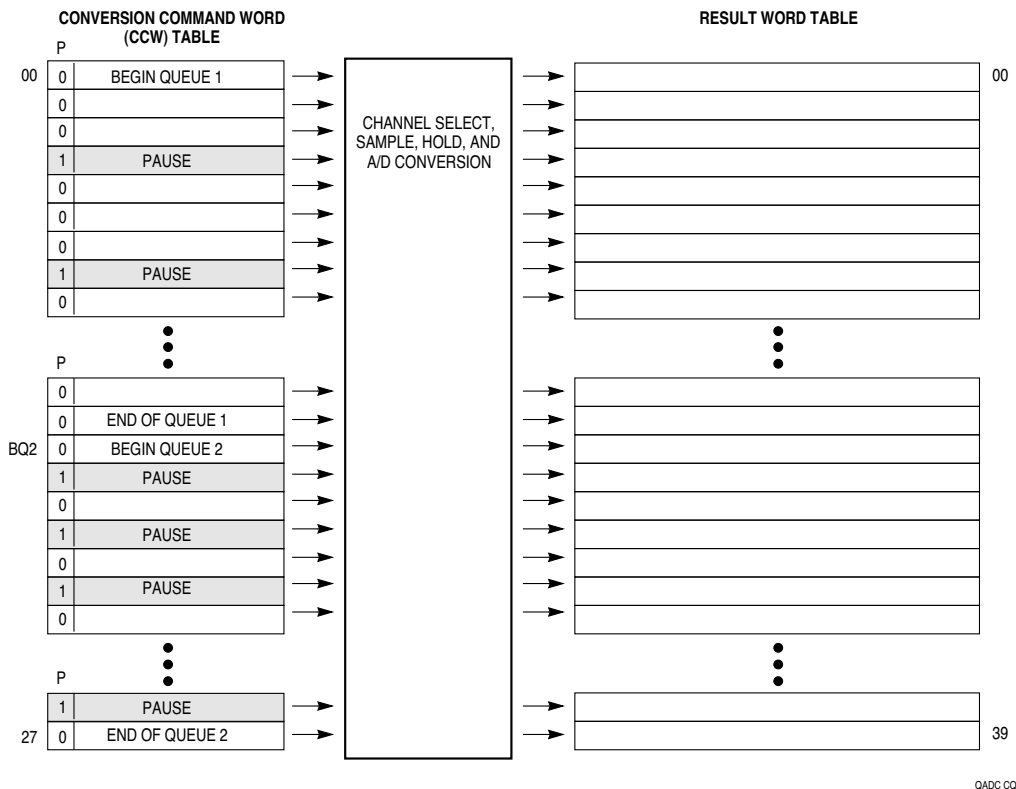 CONVERSION COMMAND WORD
(CCW) TABLE
RESULT WORD TABLE
P
00 0 BEGIN QUEUE 1 00
0
0
1 PAUSE
0
0
0
1 PAUSE
0
CHANNEL SELECT,
SAMPLE, HOLD, AND
A/D CONVERSION
P
0
0 END OF QUEUE 1
BQ2 0 BEGIN QUEUE 2
1 PAUSE
0
1 PAUSE
0
1 PAUSE
0
P
1 PAUSE
27 0 END OF QUEUE 2 39
QADC CQ